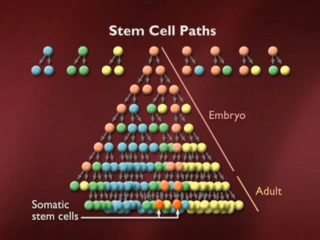 Stem Cell Paths
Embryo
Adult
Somatic
stem cells